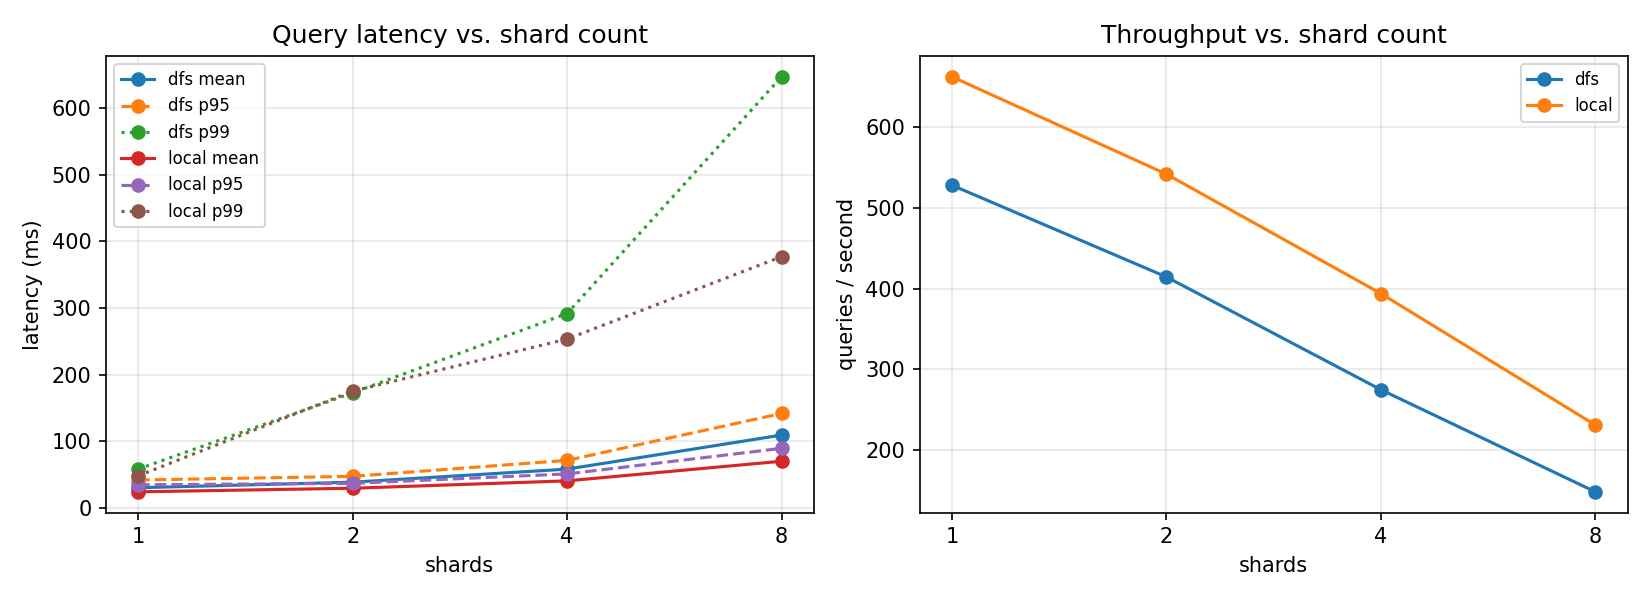 Query latency vs. shard count
dfs mean
dfs p95
dfs p99
local mean
local p95
local p99
latency (ms)
600
500
400
300
200
100
0
1 2 4 8
shards
Throughput vs. shard count
dfs
local
queries / second
600
500
400
300
200
1 2 4 8
shards